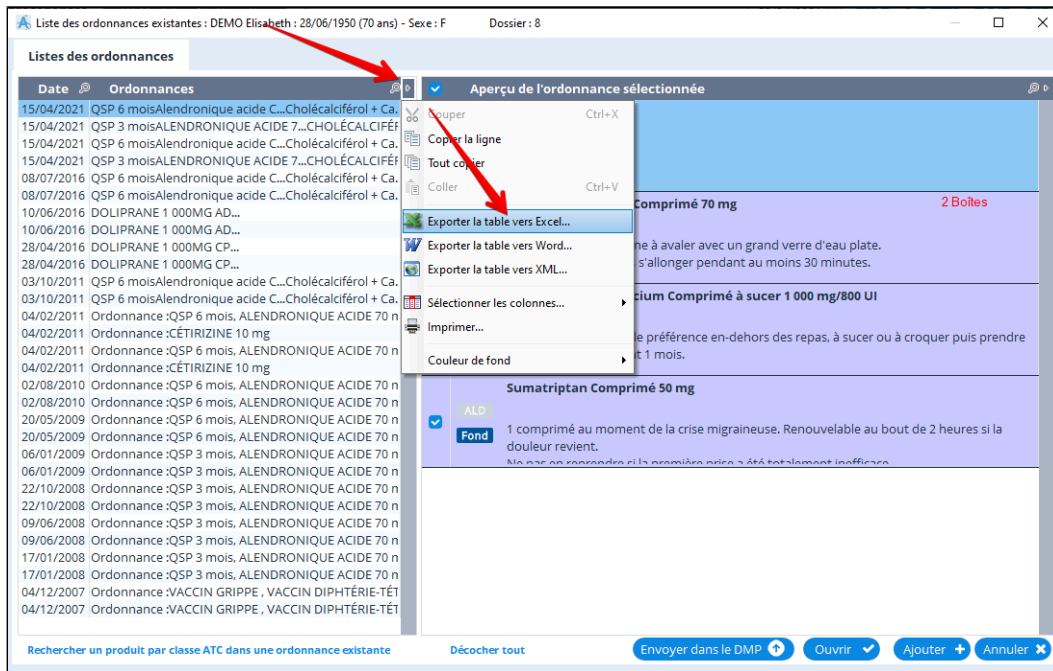 Liste des ordonnances existantes : DEMO Elisabeth : 28/06/1950 (70 ans) - Sexe : F Dossier : 8
Listes des ordonnances
Date Ordonnances
15/04/2021 QSP 6 moisAlendronique acide C...Cholécalciférol + Ca.
15/04/2021 QSP 3 moisALENDRONIQUE ACIDE 7...CHOLÉCALCIFÉF
15/04/2021 QSP 6 moisAlendronique acide C...Cholécalciférol + Ca.
15/04/2021 QSP 3 moisALENDRONIQUE ACIDE 7...CHOLÉCALCIFÉF
08/07/2016 QSP 6 moisAlendronique acide C...Cholécalciférol + Ca.
08/07/2016 QSP 6 moisAlendronique acide C...Cholécalciférol + Ca.
10/06/2016 DOLIPRANE 1 000MG AD...
10/06/2016 DOLIPRANE 1 000MG AD...
28/04/2016 DOLIPRANE 1 000MG CP...
28/04/2016 DOLIPRANE 1 000MG CP...
03/10/2011 QSP 6 moisAlendronique acide C...Cholécalciférol + Ca.
03/10/2011 QSP 6 moisAlendronique acide C...Cholécalciférol + Ca.
04/02/2011 Ordonnance :QSP 6 mois, ALENDRONIQUE ACIDE 70 n
04/02/2011 Ordonnance :CÉTIRIZINE 10 mg
04/02/2011 Ordonnance :QSP 6 mois, ALENDRONIQUE ACIDE 70 n
04/02/2011 Ordonnance :CÉTIRIZINE 10 mg
02/08/2010 Ordonnance :QSP 6 mois, ALENDRONIQUE ACIDE 70 n
02/08/2010 Ordonnance :QSP 6 mois, ALENDRONIQUE ACIDE 70 n
20/05/2009 Ordonnance :QSP 6 mois, ALENDRONIQUE ACIDE 70 n
20/05/2009 Ordonnance :QSP 6 mois, ALENDRONIQUE ACIDE 70 n
06/01/2009 Ordonnance :QSP 3 mois, ALENDRONIQUE ACIDE 70 n
06/01/2009 Ordonnance :QSP 3 mois, ALENDRONIQUE ACIDE 70 n
22/10/2008 Ordonnance :QSP 3 mois, ALENDRONIQUE ACIDE 70 n
22/10/2008 Ordonnance :QSP 3 mois, ALENDRONIQUE ACIDE 70 n
09/06/2008 Ordonnance :QSP 3 mois, ALENDRONIQUE ACIDE 70 n
09/06/2008 Ordonnance :QSP 3 mois, ALENDRONIQUE ACIDE 70 n
17/01/2008 Ordonnance :QSP 3 mois, ALENDRONIQUE ACIDE 70 n
17/01/2008 Ordonnance :QSP 3 mois, ALENDRONIQUE ACIDE 70 n
04/12/2007 Ordonnance :VACCIN GRIPPE , VACCIN DIPHTÉRIE-TÉT
04/12/2007 Ordonnance :VACCIN GRIPPE , VACCIN DIPHTÉRIE-TÉT
Couper Ctrl+X
Copier la ligne
Tout copier
Coller Ctrl+V
Exporter la table vers Excel...
Exporter la table vers Word...
Exporter la table vers XML...
Sélectionner les colonnes...
Imprimer...
Couleur de fond
Aperçu de l'ordonnance sélectionnée
Comprimé 70 mg 2 Boîtes
ne à avaler avec un grand verre d'eau plate.
s'allonger pendant au moins 30 minutes.
cium Comprimé à sucer 1 000 mg/800 UI
le préférence en-dehors des repas, à sucer ou à croquer puis prendre
t 1 mois.
Sumatriptan Comprimé 50 mg
ALD
Fond
1 comprimé au moment de la crise migraineuse. Renouvelable au bout de 2 heures si la
douleur revient.
Ne pas en reprendre si la première prise a été totalement inefficace
Rechercher un produit par classe ATC dans une ordonnance existante
Décocher tout
Envoyer dans le DMP
Ouvrir
Ajouter
Annuler